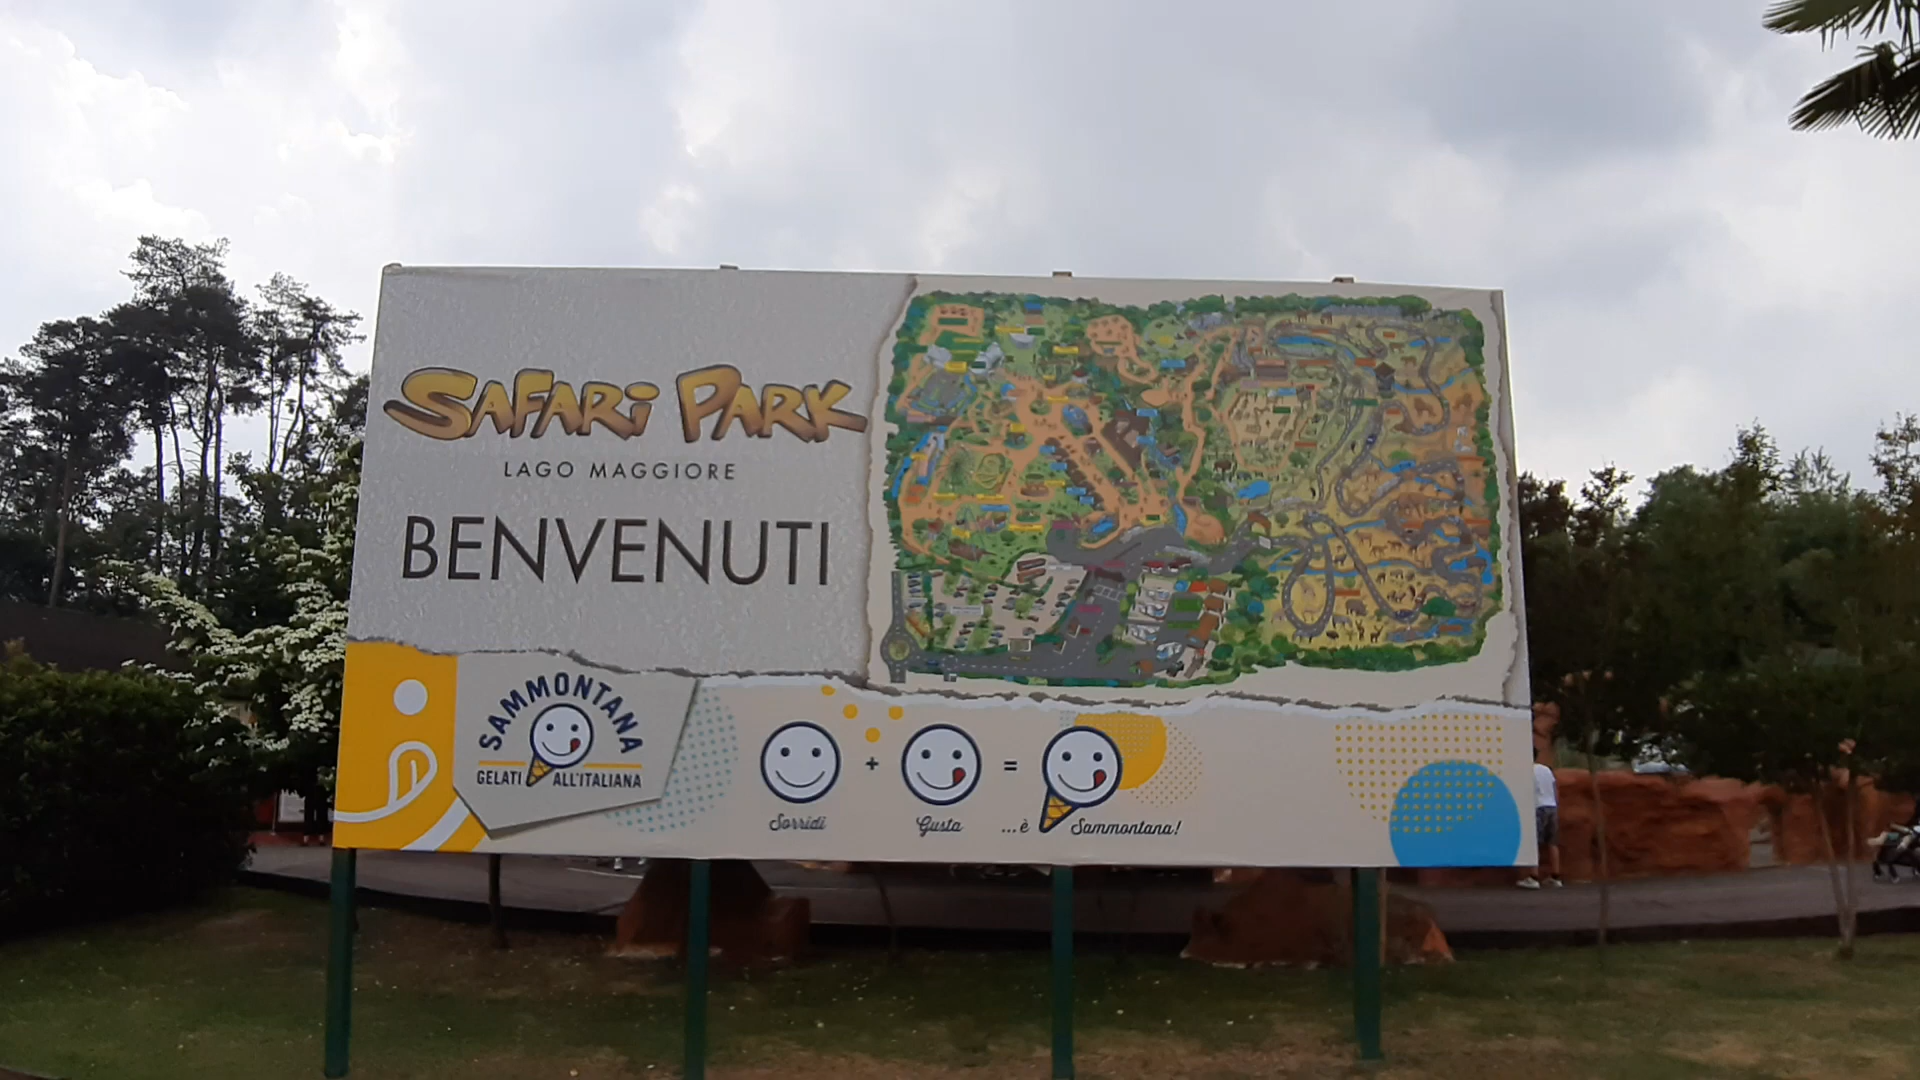 SAFARI PARK
LAGO MAGGIORE
BENVENUTI
SAMMONTANA
GELATI ALL'ITALIANA
+ =
Sorridi Gusta ...è Sammontana!